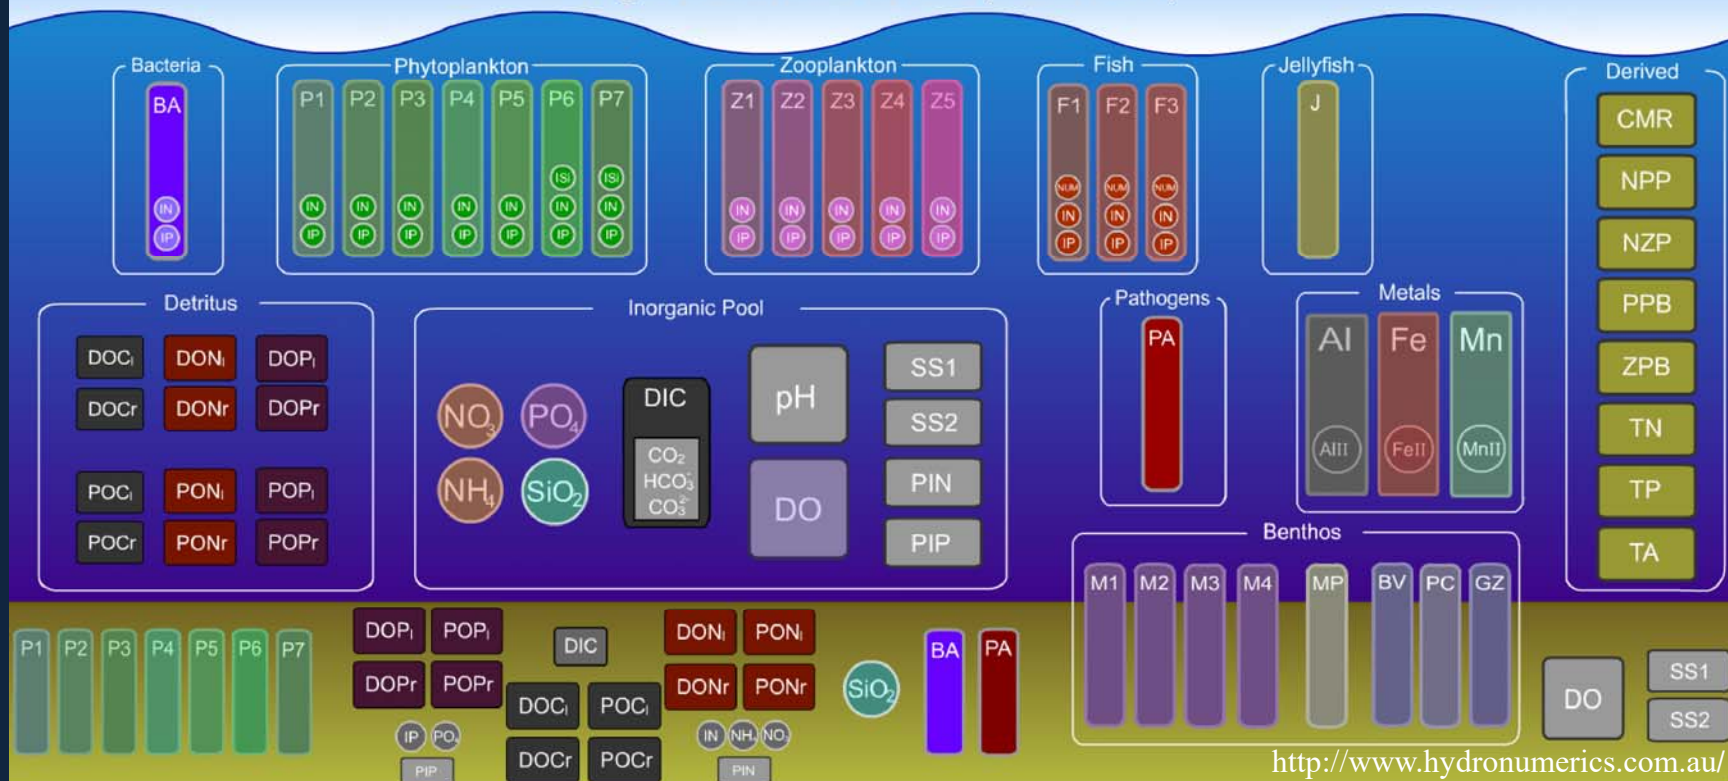 Bacteria
BA
IN
IP
Phytoplankton
P1 P2 P3 P4 P5 P6 P7
ISi ISi
IN IN IN IN IN IN IN
IP IP IP IP IP IP IP
Zooplankton
Z1 Z2 Z3 Z4 Z5
IN IN IN IN IN
IP IP IP IP IP
Fish
F1 F2 F3
NUM NUM NUM
IN IN IN
IP IP IP
Jellyfish
J
Derived
CMR
NPP
NZP
PPB
ZPB
TN
TP
TA
Detritus
DOCl DONl DOPl
DOCr DONr DOPr
POCl PONl POPl
POCr PONr POPr
Inorganic Pool
NO3 PO4
NH4 SiO2
DIC
CO2
HCO3-
CO32-
pH
DO
SS1
SS2
PIN
PIP
Pathogens
PA
Metals
Al Fe Mn
AlII FeII MnII
Benthos
M1 M2 M3 M4 MP BV PC GZ
P1 P2 P3 P4 P5 P6 P7
DOPl POPl
DOPr POPr
IP PO4
PIP
DIC
DOCl POCl
DOCr POCr
DONl PONl
DONr PONr
IN NH4 NO3
PIN
SiO2
BA PA
DO
SS1
SS2
http://www.hydronumerics.com.au/